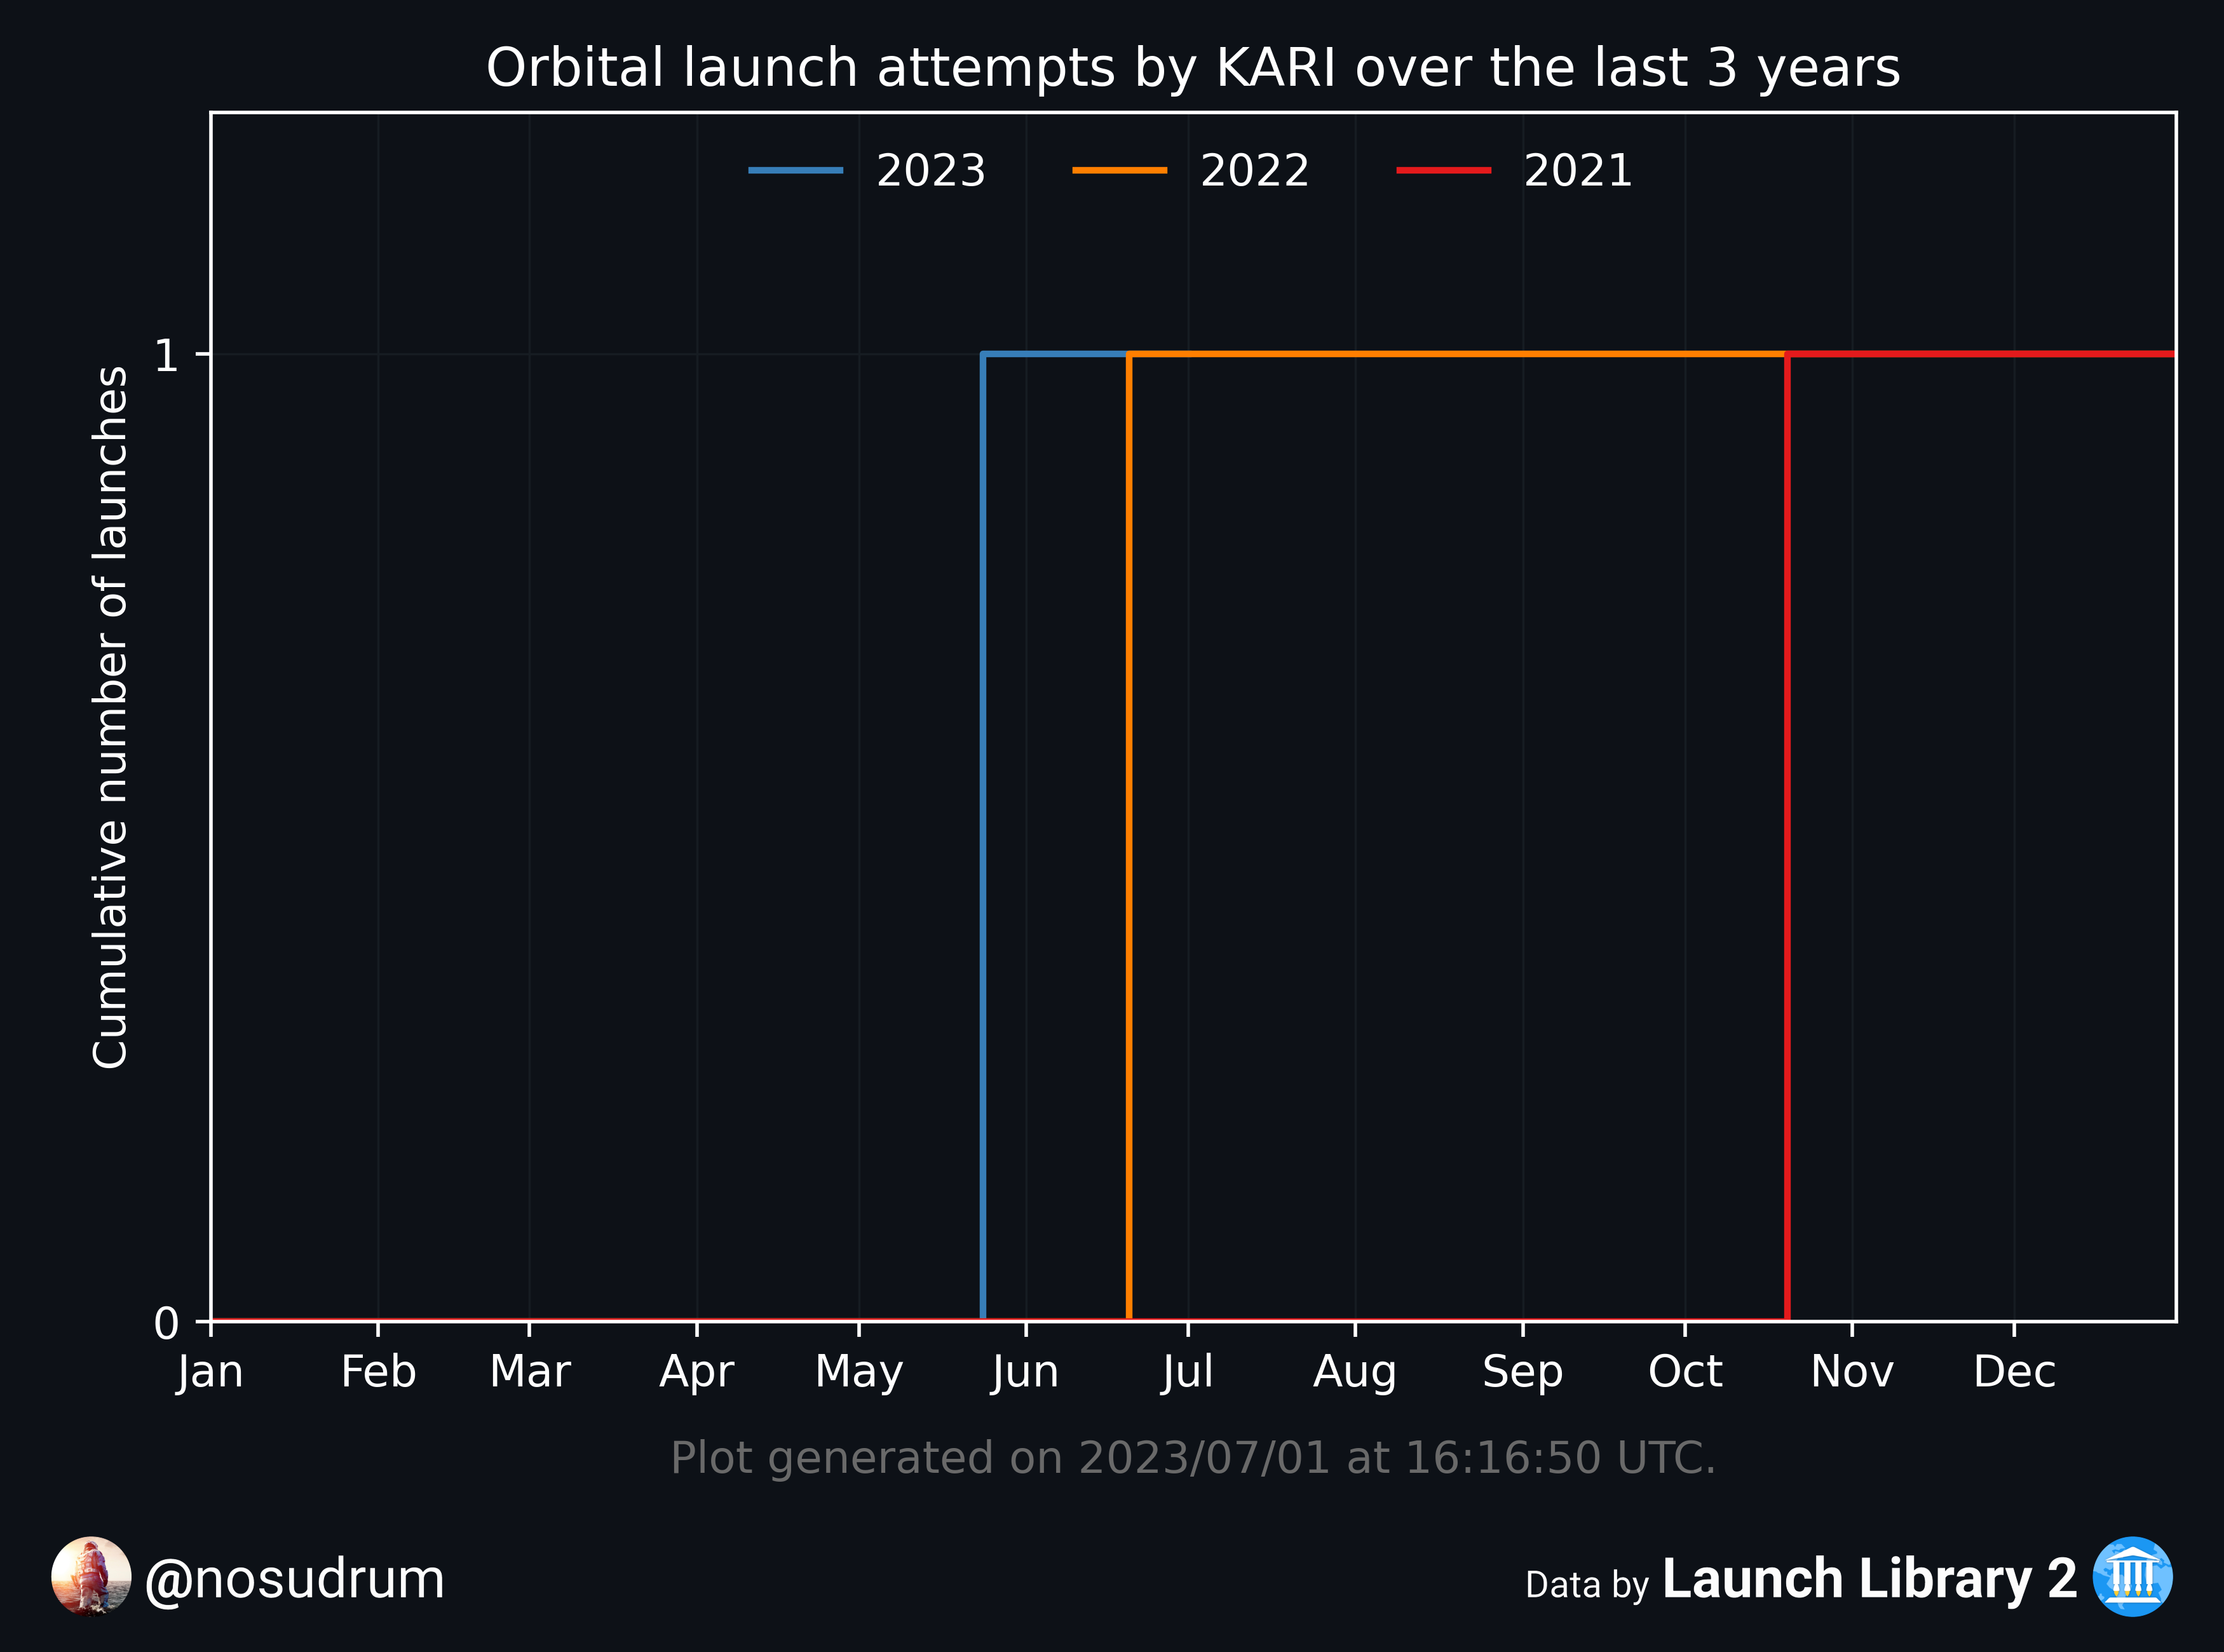 Orbital launch attempts by KARI over the last 3 years
2023 2022 2021
Cumulative number of launches
1
0
Jan Feb Mar Apr May Jun Jul Aug Sep Oct Nov Dec
Plot generated on 2023/07/01 at 16:16:50 UTC.
@nosudrum
Data by Launch Library 2